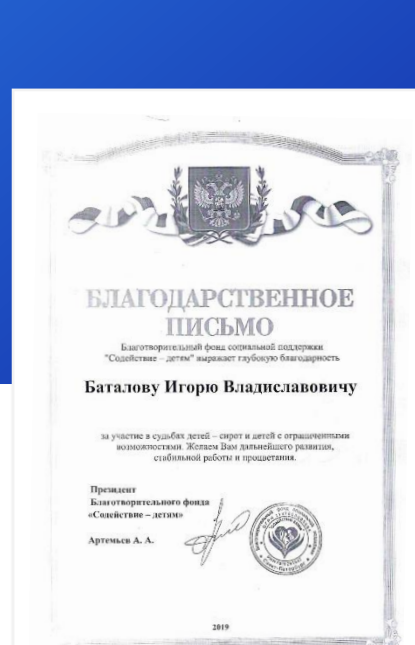 БЛАГОДАРСТВЕННОЕ
ПИСЬМО
Благотворительный фонд социальной поддержки
"Содействие – детям" выражает глубокую благодарность
Баталову Игорю Владиславовичу
за участие в судьбах детей – сирот и детей с ограниченными
возможностями. Желаем Вам дальнейшего развития,
стабильной работы и процветания.
Президент
Благотворительного фонда
«Содействие – детям»
Артемьев А. А.
2019